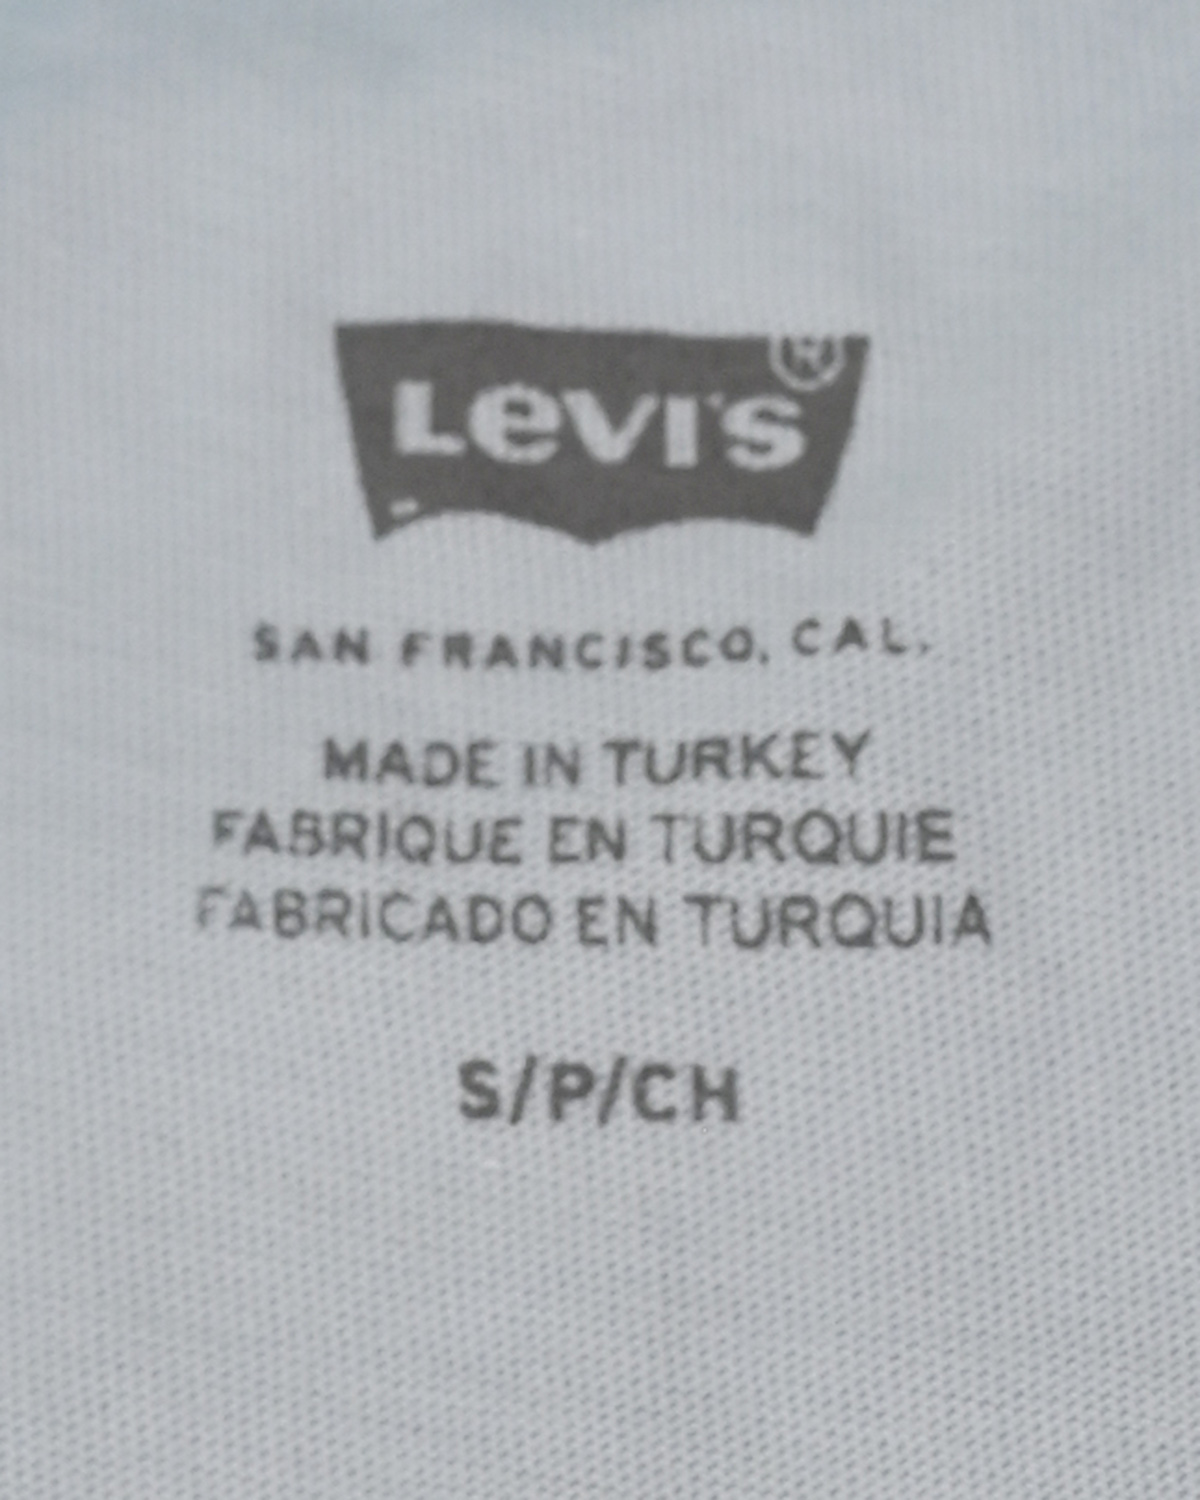 Levi's ®
SAN FRANCISCO, CAL.
MADE IN TURKEY
FABRIQUE EN TURQUIE
FABRICADO EN TURQUIA
S/P/CH